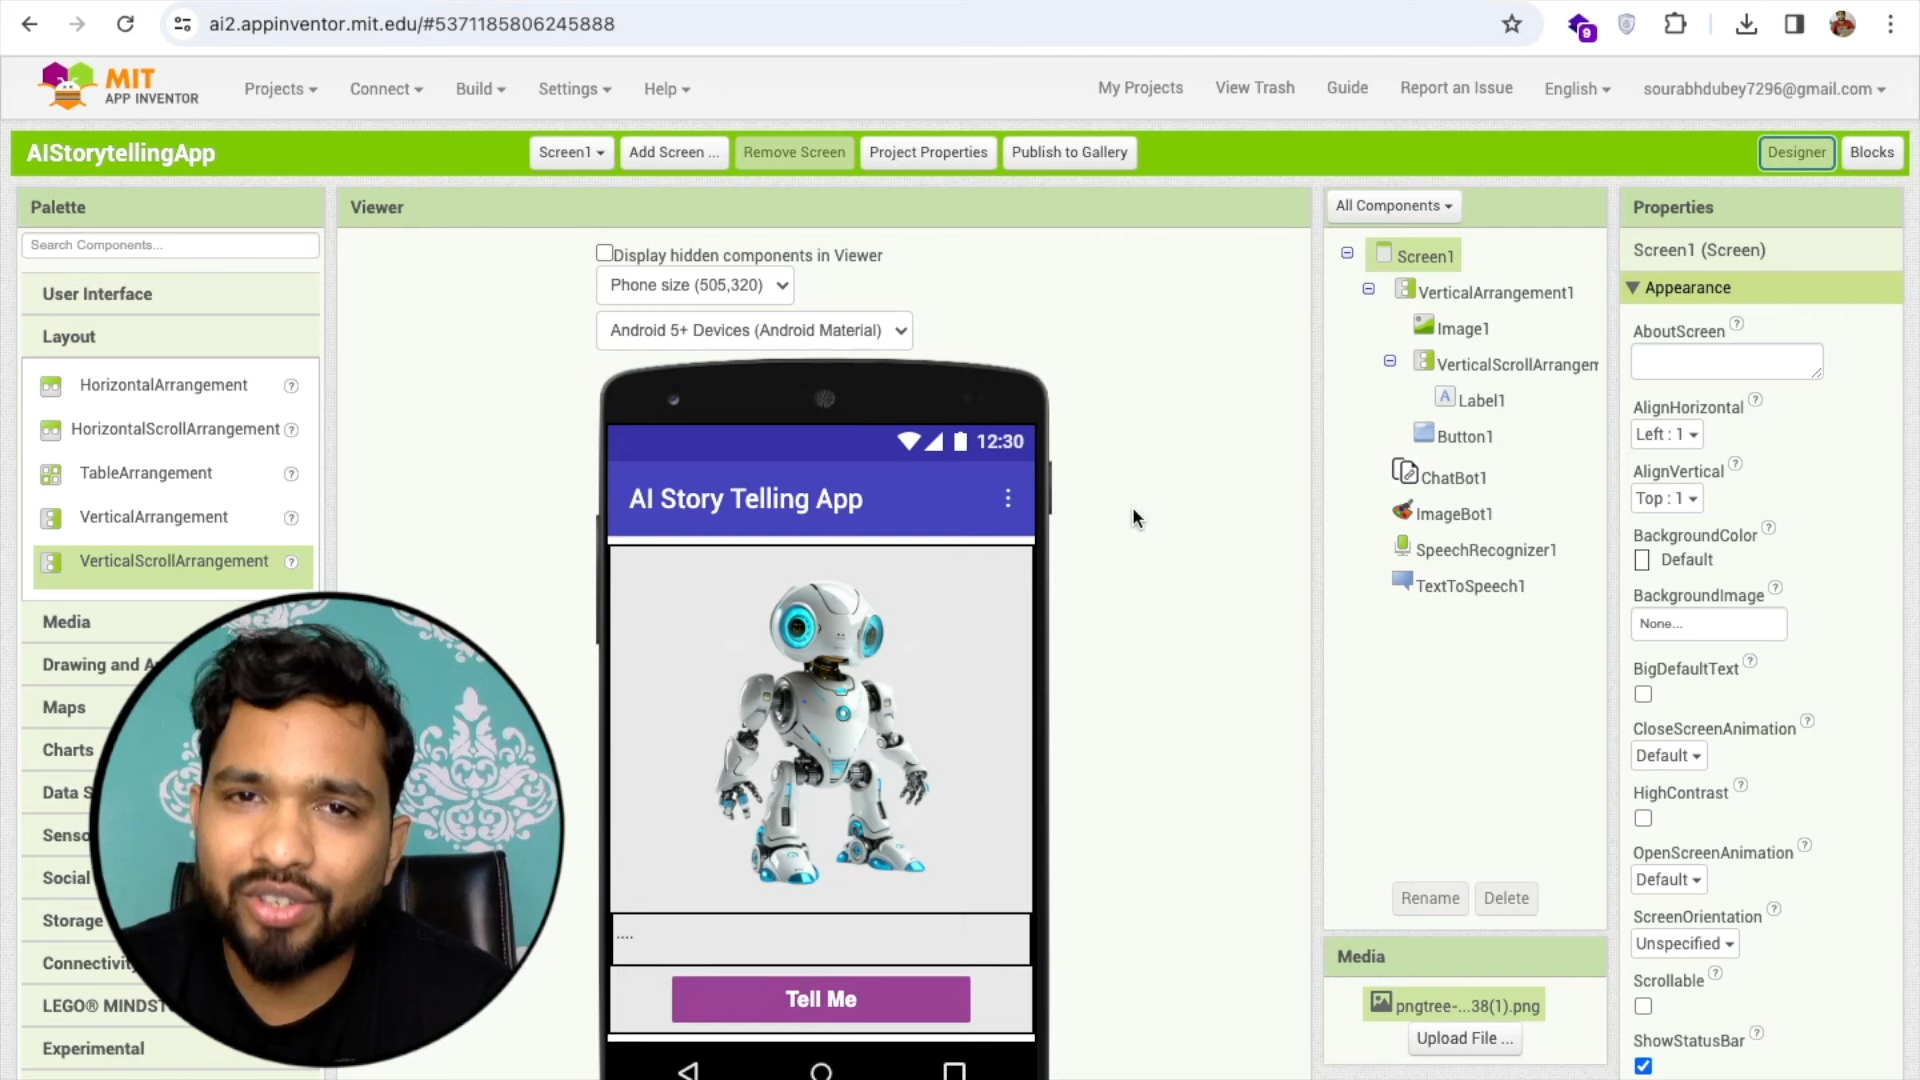 ai2.appinventor.mit.edu/#5371185806245888
9
MIT
APP INVENTOR
Projects
Connect
Build
Settings
Help
My Projects
View Trash
Guide
Report an Issue
English
sourabhdubey7296@gmail.com
AIStorytellingApp
Screen1
Add Screen ...
Remove Screen
Project Properties
Publish to Gallery
Designer
Blocks
Palette
Search Components...
User Interface
Layout
HorizontalArrangement ?
HorizontalScrollArrangement ?
TableArrangement ?
VerticalArrangement ?
VerticalScrollArrangement ?
Media
Drawing and A
Maps
Charts
Data S
Senso
Social
Storage
Connectivity
LEGO® MINDST
Experimental
Viewer
Display hidden components in Viewer
Phone size (505,320)
Android 5+ Devices (Android Material)
12:30
AI Story Telling App
....
Tell Me
All Components
Screen1
VerticalArrangement1
Image1
VerticalScrollArrangem
Label1
A
Button1
ChatBot1
ImageBot1
SpeechRecognizer1
TextToSpeech1
Rename
Delete
Media
pngtree-...38(1).png
Upload File ...
Properties
Screen1 (Screen)
Appearance
AboutScreen ?
AlignHorizontal ?
Left : 1
AlignVertical ?
Top : 1
BackgroundColor ?
Default
BackgroundImage ?
None...
BigDefaultText ?
CloseScreenAnimation ?
Default
HighContrast ?
OpenScreenAnimation ?
Default
ScreenOrientation ?
Unspecified
Scrollable ?
ShowStatusBar ?